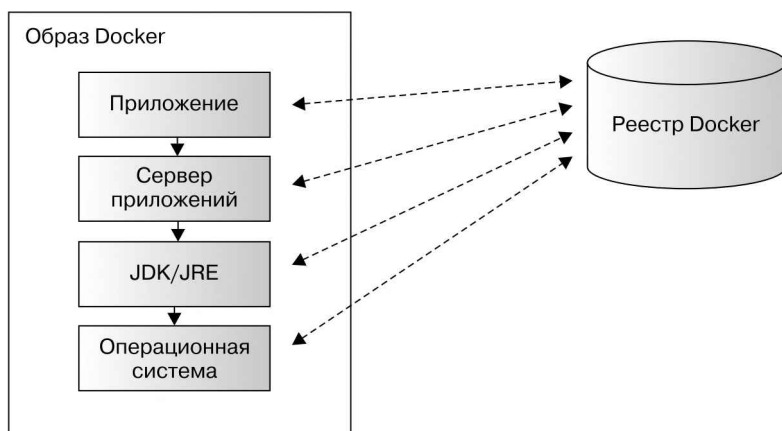 Образ Docker
Приложение
Сервер
приложений
JDK/JRE
Операционная
система
Реестр Docker